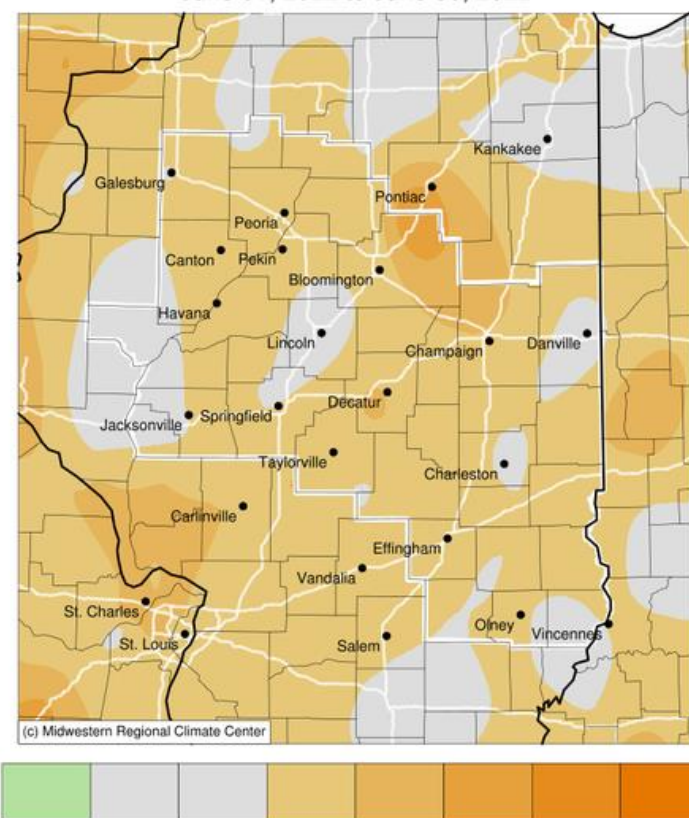 Kankakee
Galesburg
Pontiac
Peoria
Canton
Pekin
Bloomington
Havana
Lincoln
Champaign
Danville
Decatur
Jacksonville
Springfield
Taylorville
Charleston
Carlinville
Effingham
Vandalia
St. Charles
Olney
Vincennes
St. Louis
Salem
(c) Midwestern Regional Climate Center